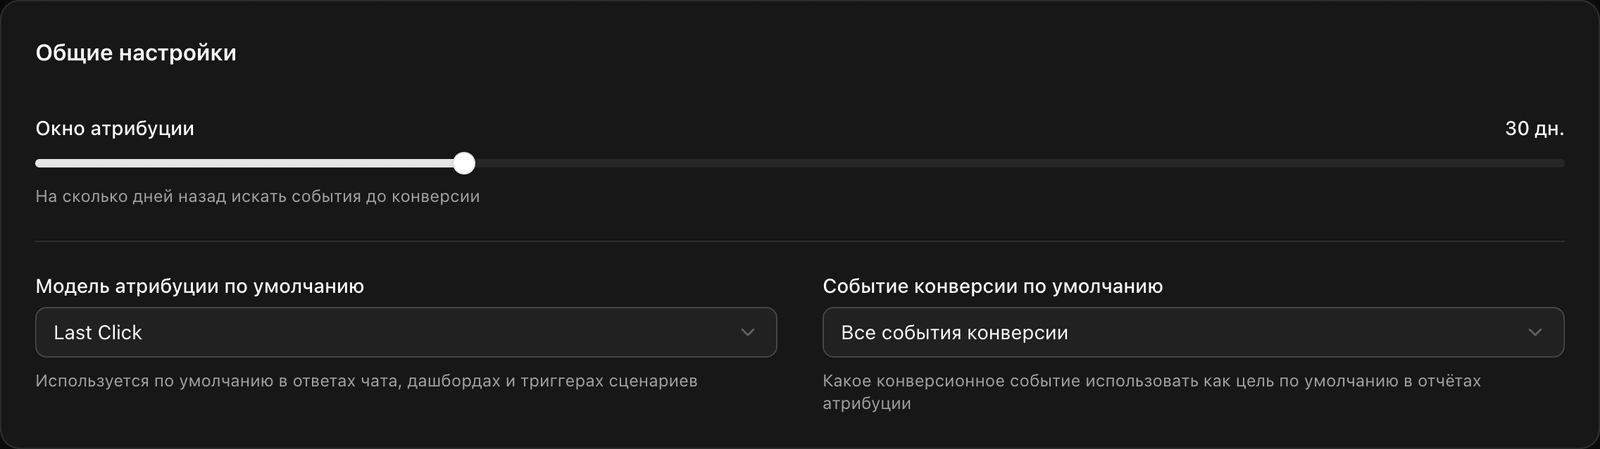 Общие настройки
Окно атрибуции
30 дн.
На сколько дней назад искать события до конверсии
Модель атрибуции по умолчанию
Last Click
Используется по умолчанию в ответах чата, дашбордах и триггерах сценариев
Событие конверсии по умолчанию
Все события конверсии
Какое конверсионное событие использовать как цель по умолчанию в отчётах
атрибуции